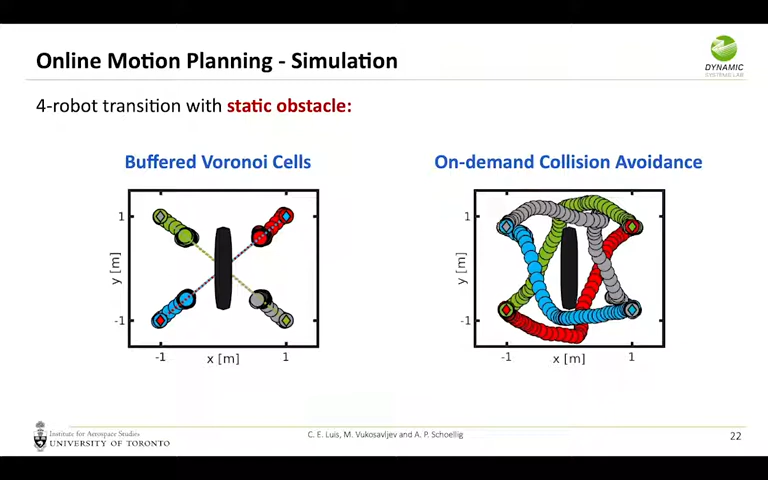 Online Motion Planning - Simulation
DYNAMIC
SYSTEMS LAB
4-robot transition with static obstacle:
Buffered Voronoi Cells
On-demand Collision Avoidance
1
y [m]
-1
-1
x [m]
1
1
y [m]
-1
-1
x [m]
1
Institute for Aerospace Studies
UNIVERSITY OF TORONTO
C. E. Luis, M. Vukosavljev and A. P. Schoellig
22